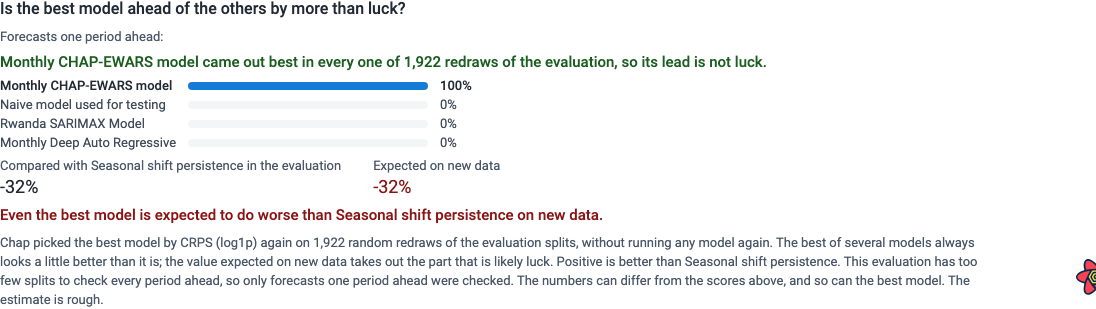 Is the best model ahead of the others by more than luck?
Forecasts one period ahead:
Monthly CHAP-EWARS model came out best in every one of 1,922 redraws of the evaluation, so its lead is not luck.
Monthly CHAP-EWARS model 100%
Naive model used for testing 0%
Rwanda SARIMAX Model 0%
Monthly Deep Auto Regressive 0%
Compared with Seasonal shift persistence in the evaluation Expected on new data
-32% -32%
Even the best model is expected to do worse than Seasonal shift persistence on new data.
Chap picked the best model by CRPS (log1p) again on 1,922 random redraws of the evaluation splits, without running any model again. The best of several models always
looks a little better than it is; the value expected on new data takes out the part that is likely luck. Positive is better than Seasonal shift persistence. This evaluation has too
few splits to check every period ahead, so only forecasts one period ahead were checked. The numbers can differ from the scores above, and so can the best model. The
estimate is rough.